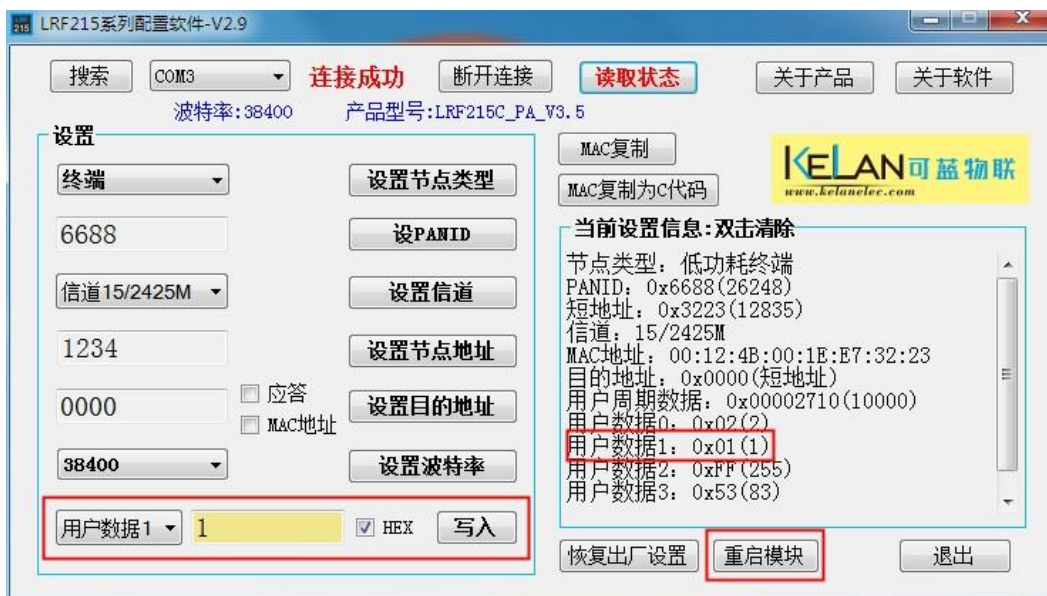 215 LRF215系列配置软件-V2.9
搜索 COM3 连接成功 断开连接 读取状态 关于产品 关于软件
波特率:38400 产品型号:LRF215C_PA_V3.5
设置
终端 设置节点类型
6688 设PANID
信道15/2425M 设置信道
1234 设置节点地址
0000 应答 MAC地址 设置目的地址
38400 设置波特率
用户数据1 1 HEX 写入
MAC复制
MAC复制为C代码
KELAN可蓝物联
www.kelanelec.com
当前设置信息:双击清除
节点类型: 低功耗终端
PANID: 0x6688(26248)
短地址: 0x3223(12835)
信道: 15/2425M
MAC地址: 00:12:4B:00:1E:E7:32:23
目的地址: 0x0000(短地址)
用户周期数据: 0x00002710(10000)
用户数据0: 0x02(2)
用户数据1: 0x01(1)
用户数据2: 0xFF(255)
用户数据3: 0x53(83)
恢复出厂设置 重启模块 退出